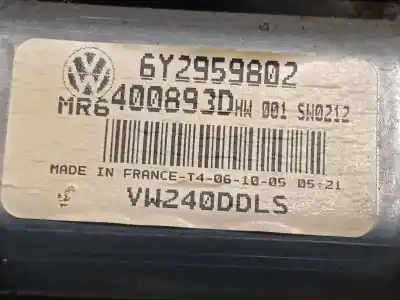 6Y2959802
MR6400893D HW 001 SW0212
MADE IN FRANCE-T4-06-10-05 05:21
VW240DDLS